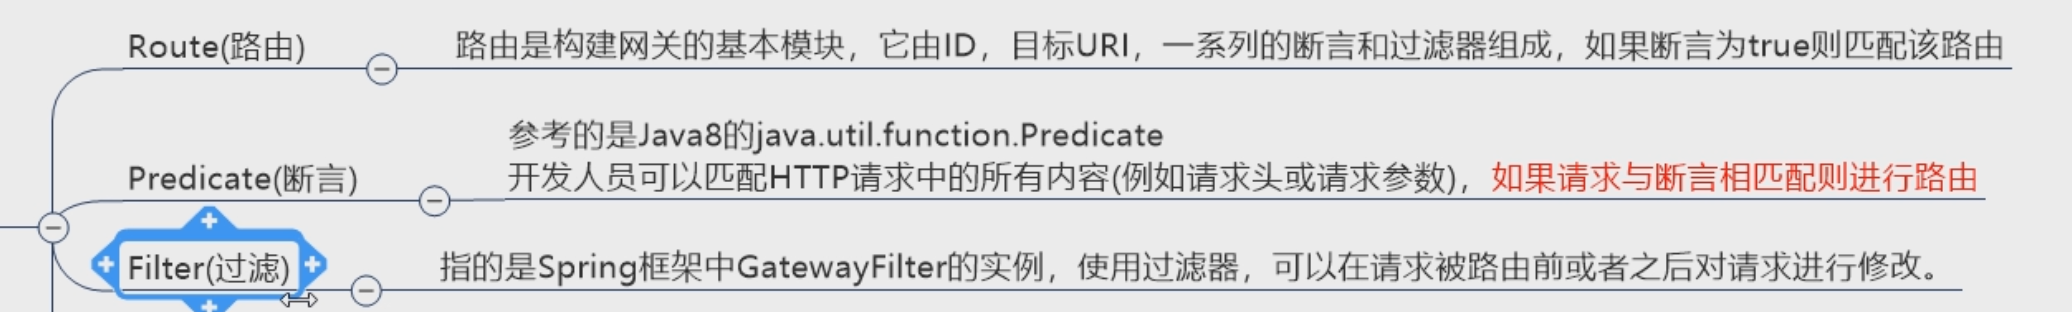 Route(路由)
路由是构建网关的基本模块，它由ID，目标URI，一系列的断言和过滤器组成，如果断言为true则匹配该路由
Predicate(断言)
参考的是Java8的java.util.function.Predicate
开发人员可以匹配HTTP请求中的所有内容(例如请求头或请求参数)，如果请求与断言相匹配则进行路由
Filter(过滤)
指的是Spring框架中GatewayFilter的实例，使用过滤器，可以在请求被路由前或者之后对请求进行修改。